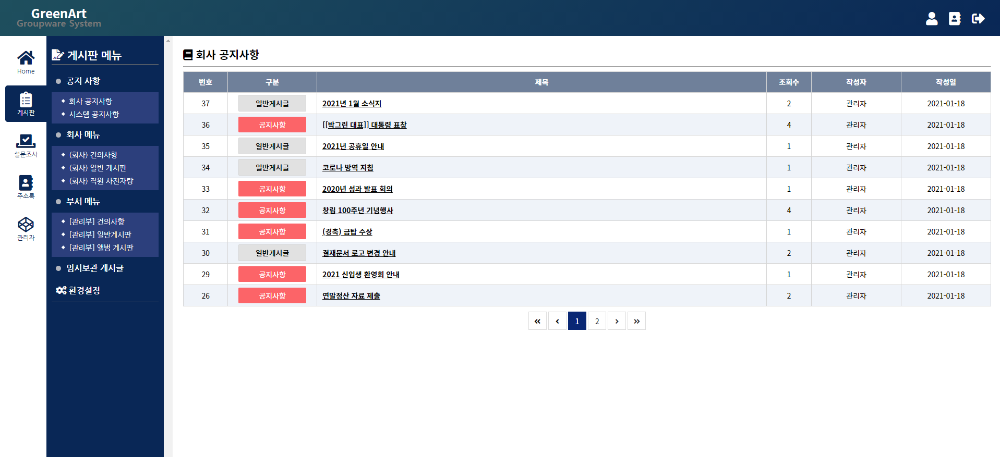 GreenArt
Groupware System
Home
게시판
설문조사
주소록
관리자
게시판 메뉴
공지 사항
회사 공지사항
시스템 공지사항
회사 메뉴
(회사) 건의사항
(회사) 일반 게시판
(회사) 직원 사진자랑
부서 메뉴
[관리부] 건의사항
[관리부] 일반게시판
[관리부] 앨범 게시판
임시보관 게시글
환경설정
회사 공지사항
번호 구분 제목 조회수 작성자 작성일
37 일반게시글 2021년 1월 소식지 2 관리자 2021-01-18
36 공지사항 [[박그린 대표]] 대통령 표창 4 관리자 2021-01-18
35 일반게시글 2021년 공휴일 안내 1 관리자 2021-01-18
34 일반게시글 코로나 방역 지침 1 관리자 2021-01-18
33 공지사항 2020년 성과 발표 회의 1 관리자 2021-01-18
32 공지사항 창립 100주년 기념행사 4 관리자 2021-01-18
31 공지사항 (경축) 금탑 수상 1 관리자 2021-01-18
30 일반게시글 결재문서 로고 변경 안내 2 관리자 2021-01-18
29 공지사항 2021 신입생 환영회 안내 1 관리자 2021-01-18
26 공지사항 연말정산 자료 제출 2 관리자 2021-01-18
« ‹ 1 2 › »